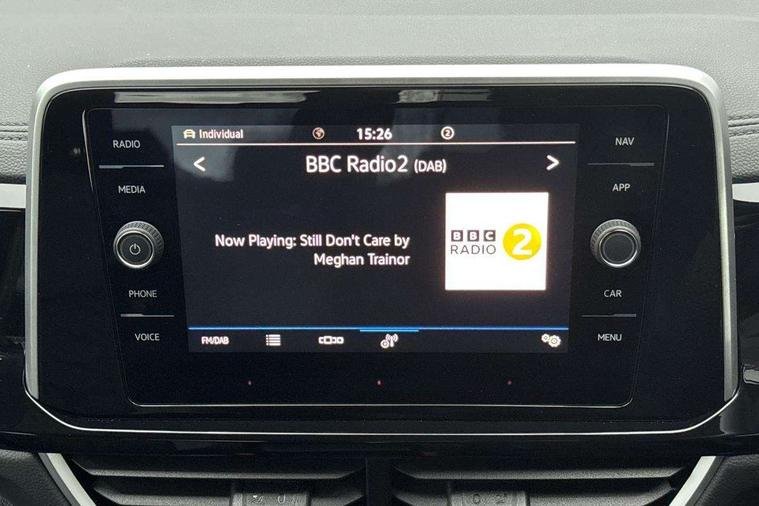 Individual 15:26 2
RADIO
MEDIA
PHONE
VOICE
< BBC Radio2 (DAB) >
Now Playing: Still Don't Care by
Meghan Trainor
BBC
RADIO 2
FM/DAB
NAV
APP
CAR
MENU